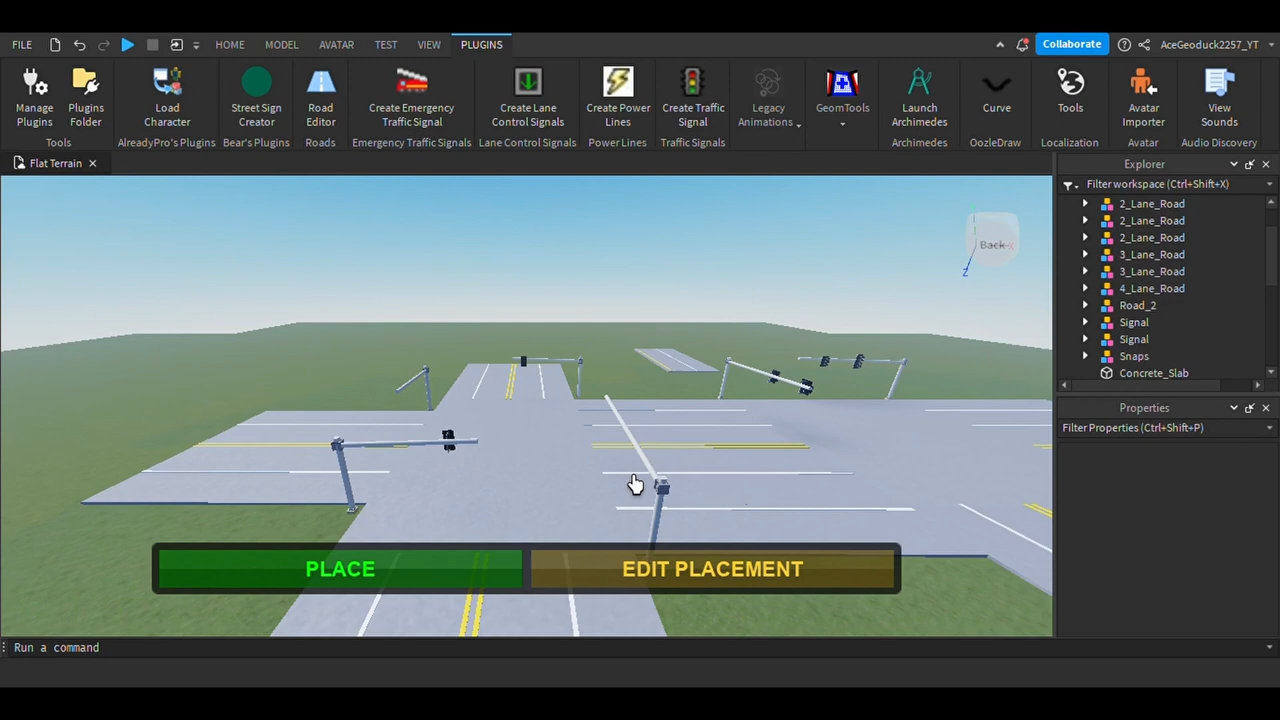 FILE
HOME
MODEL
AVATAR
TEST
VIEW
PLUGINS
Collaborate
AceGeoduck2257_YT
Manage
Plugins
Plugins
Folder
Tools
Load
Character
AlreadyPro's Plugins
Street Sign
Creator
Bear's Plugins
Road
Editor
Roads
Create Emergency
Traffic Signal
Emergency Traffic Signals
Create Lane
Control Signals
Lane Control Signals
Create Power
Lines
Power Lines
Create Traffic
Signal
Traffic Signals
Legacy
Animations
GeomTools
Launch
Archimedes
Archimedes
Curve
OozleDraw
Tools
Localization
Avatar
Importer
Avatar
View
Sounds
Audio Discovery
Flat Terrain
Back
Z
Explorer
Filter workspace (Ctrl+Shift+X)
2_Lane_Road
2_Lane_Road
2_Lane_Road
3_Lane_Road
3_Lane_Road
4_Lane_Road
Road_2
Signal
Signal
Snaps
Concrete_Slab
Properties
Filter Properties (Ctrl+Shift+P)
PLACE
EDIT PLACEMENT
Run a command